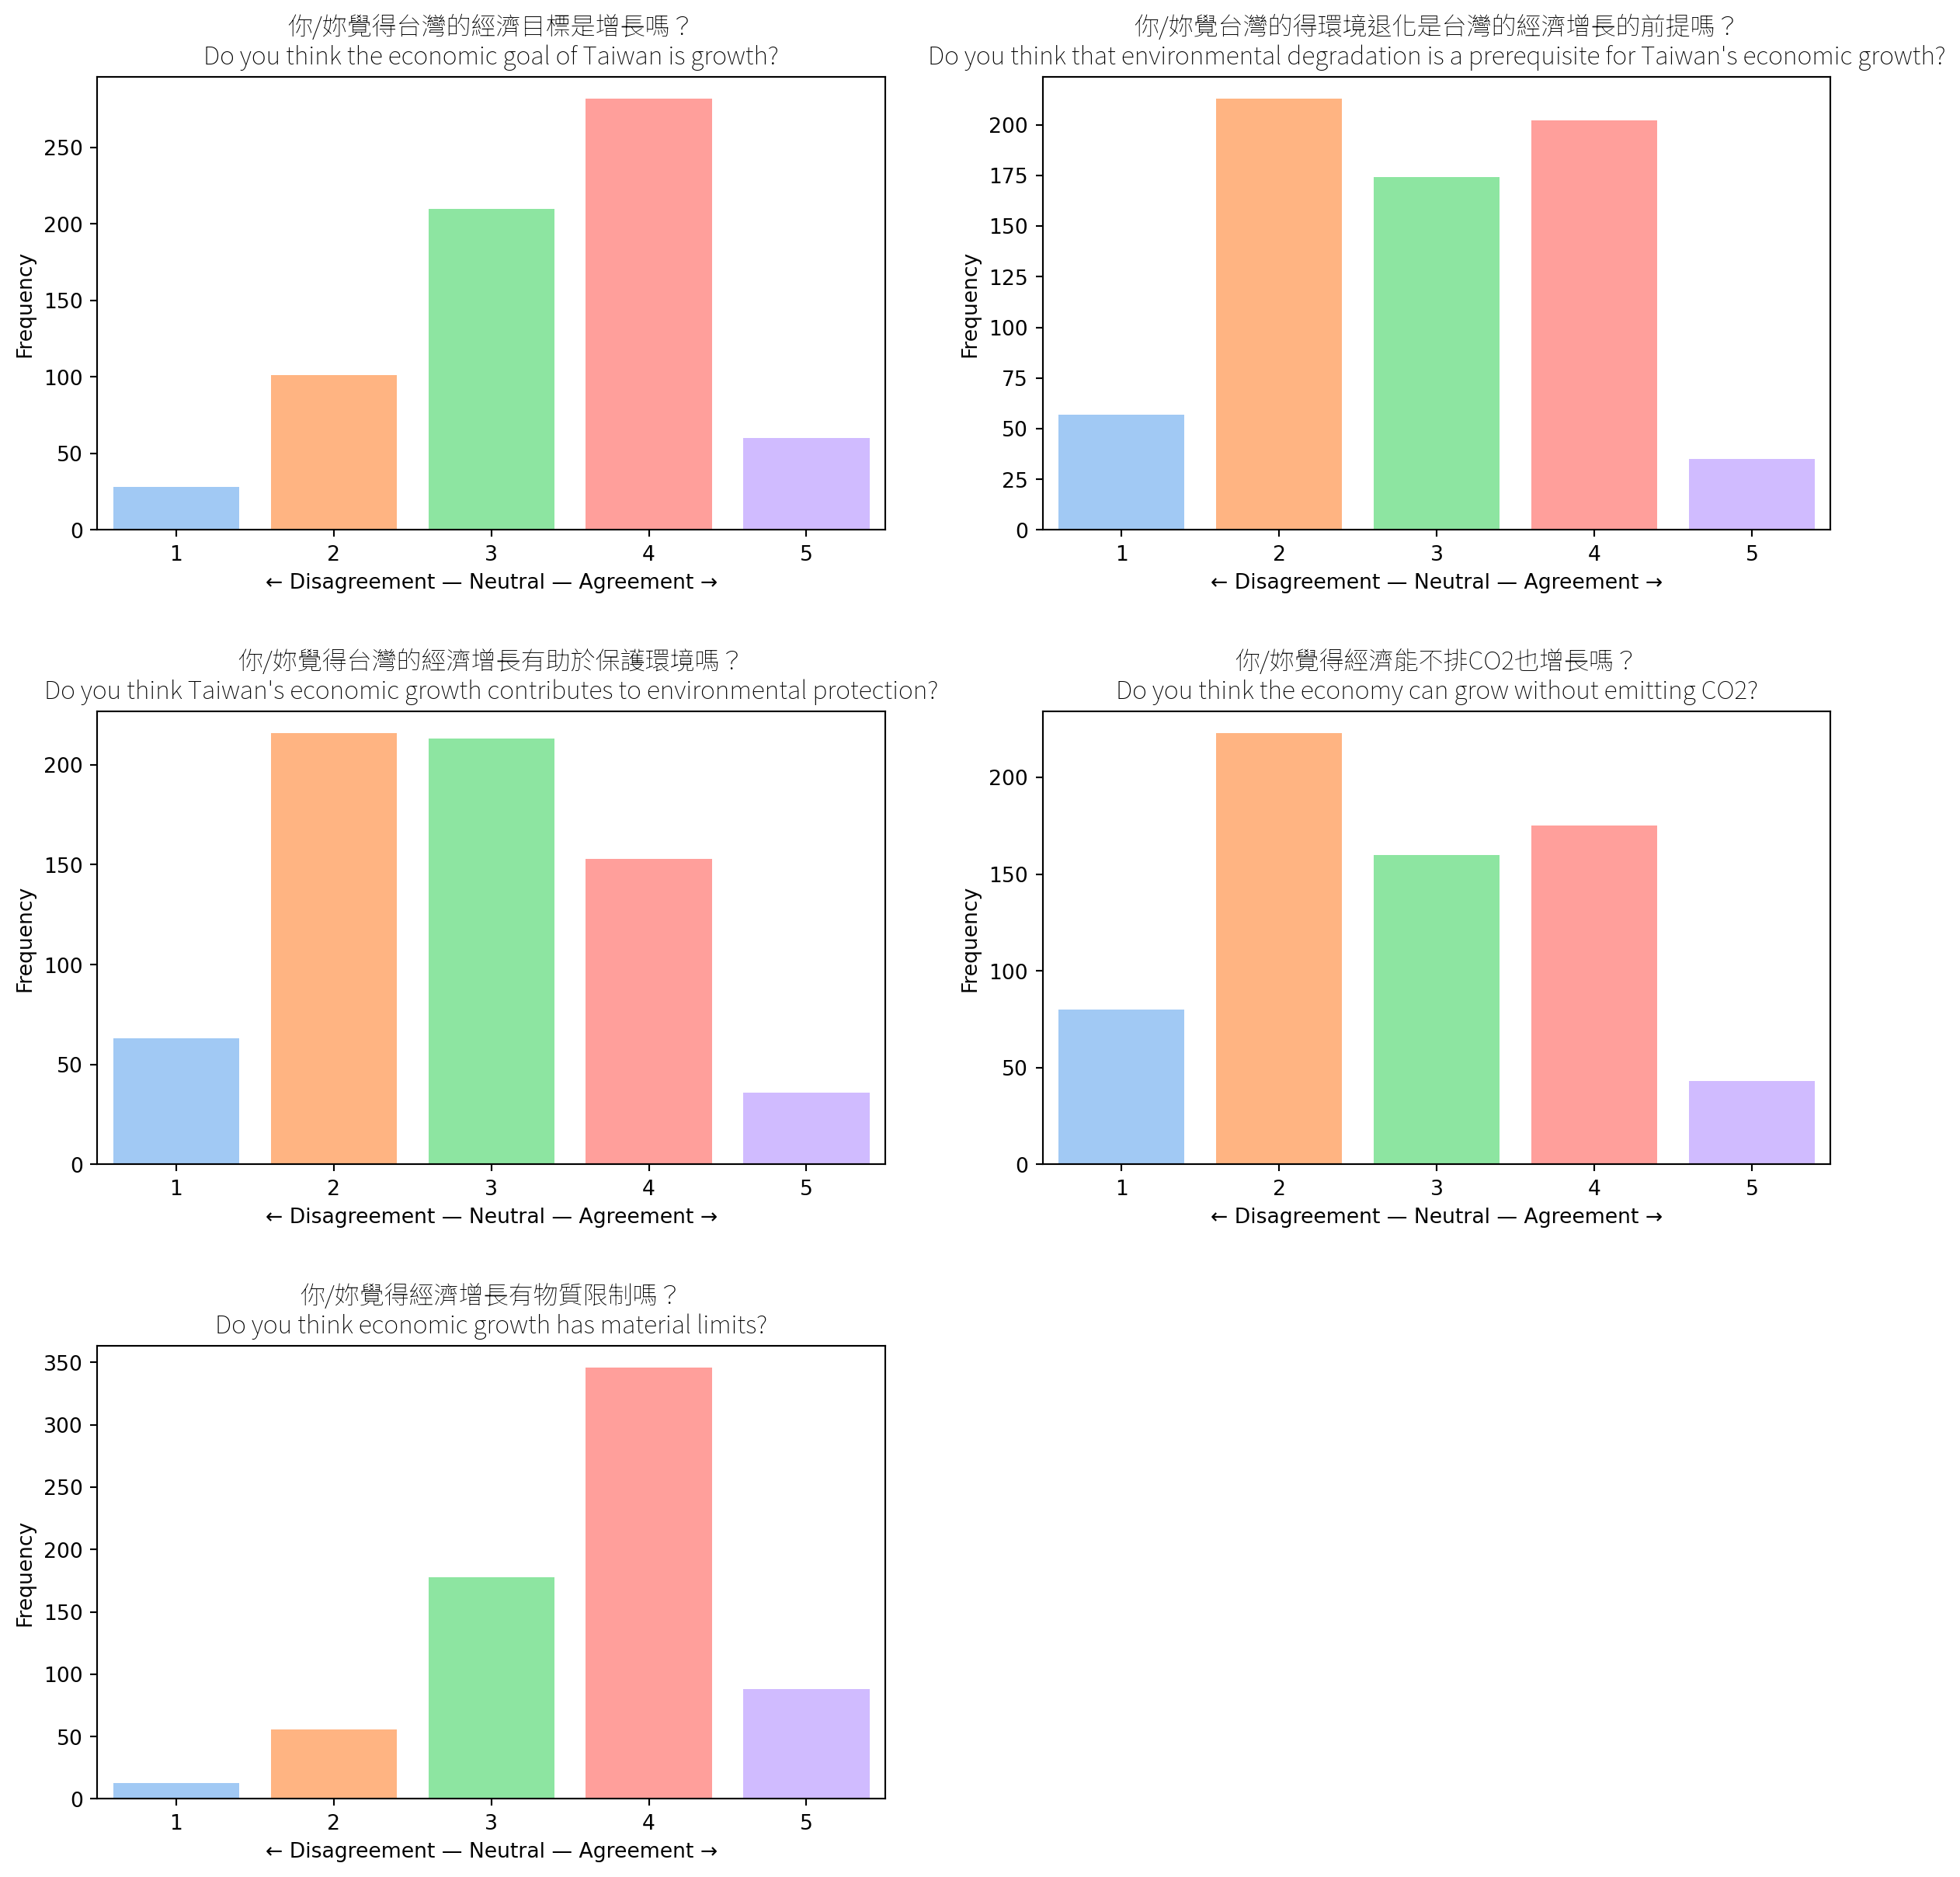 你/妳覺得台灣的經濟目標是增長嗎？
Do you think the economic goal of Taiwan is growth?
Frequency
250
200
150
100
50
0
1 2 3 4 5
← Disagreement — Neutral — Agreement →
你/妳覺台灣的得環境退化是台灣的經濟增長的前提嗎？
Do you think that environmental degradation is a prerequisite for Taiwan's economic growth?
Frequency
200
175
150
125
100
75
50
25
0
1 2 3 4 5
← Disagreement — Neutral — Agreement →
你/妳覺得台灣的經濟增長有助於保護環境嗎？
Do you think Taiwan's economic growth contributes to environmental protection?
Frequency
200
150
100
50
0
1 2 3 4 5
← Disagreement — Neutral — Agreement →
你/妳覺得經濟能不排CO2也增長嗎？
Do you think the economy can grow without emitting CO2?
Frequency
200
150
100
50
0
1 2 3 4 5
← Disagreement — Neutral — Agreement →
你/妳覺得經濟增長有物質限制嗎？
Do you think economic growth has material limits?
Frequency
350
300
250
200
150
100
50
0
1 2 3 4 5
← Disagreement — Neutral — Agreement →